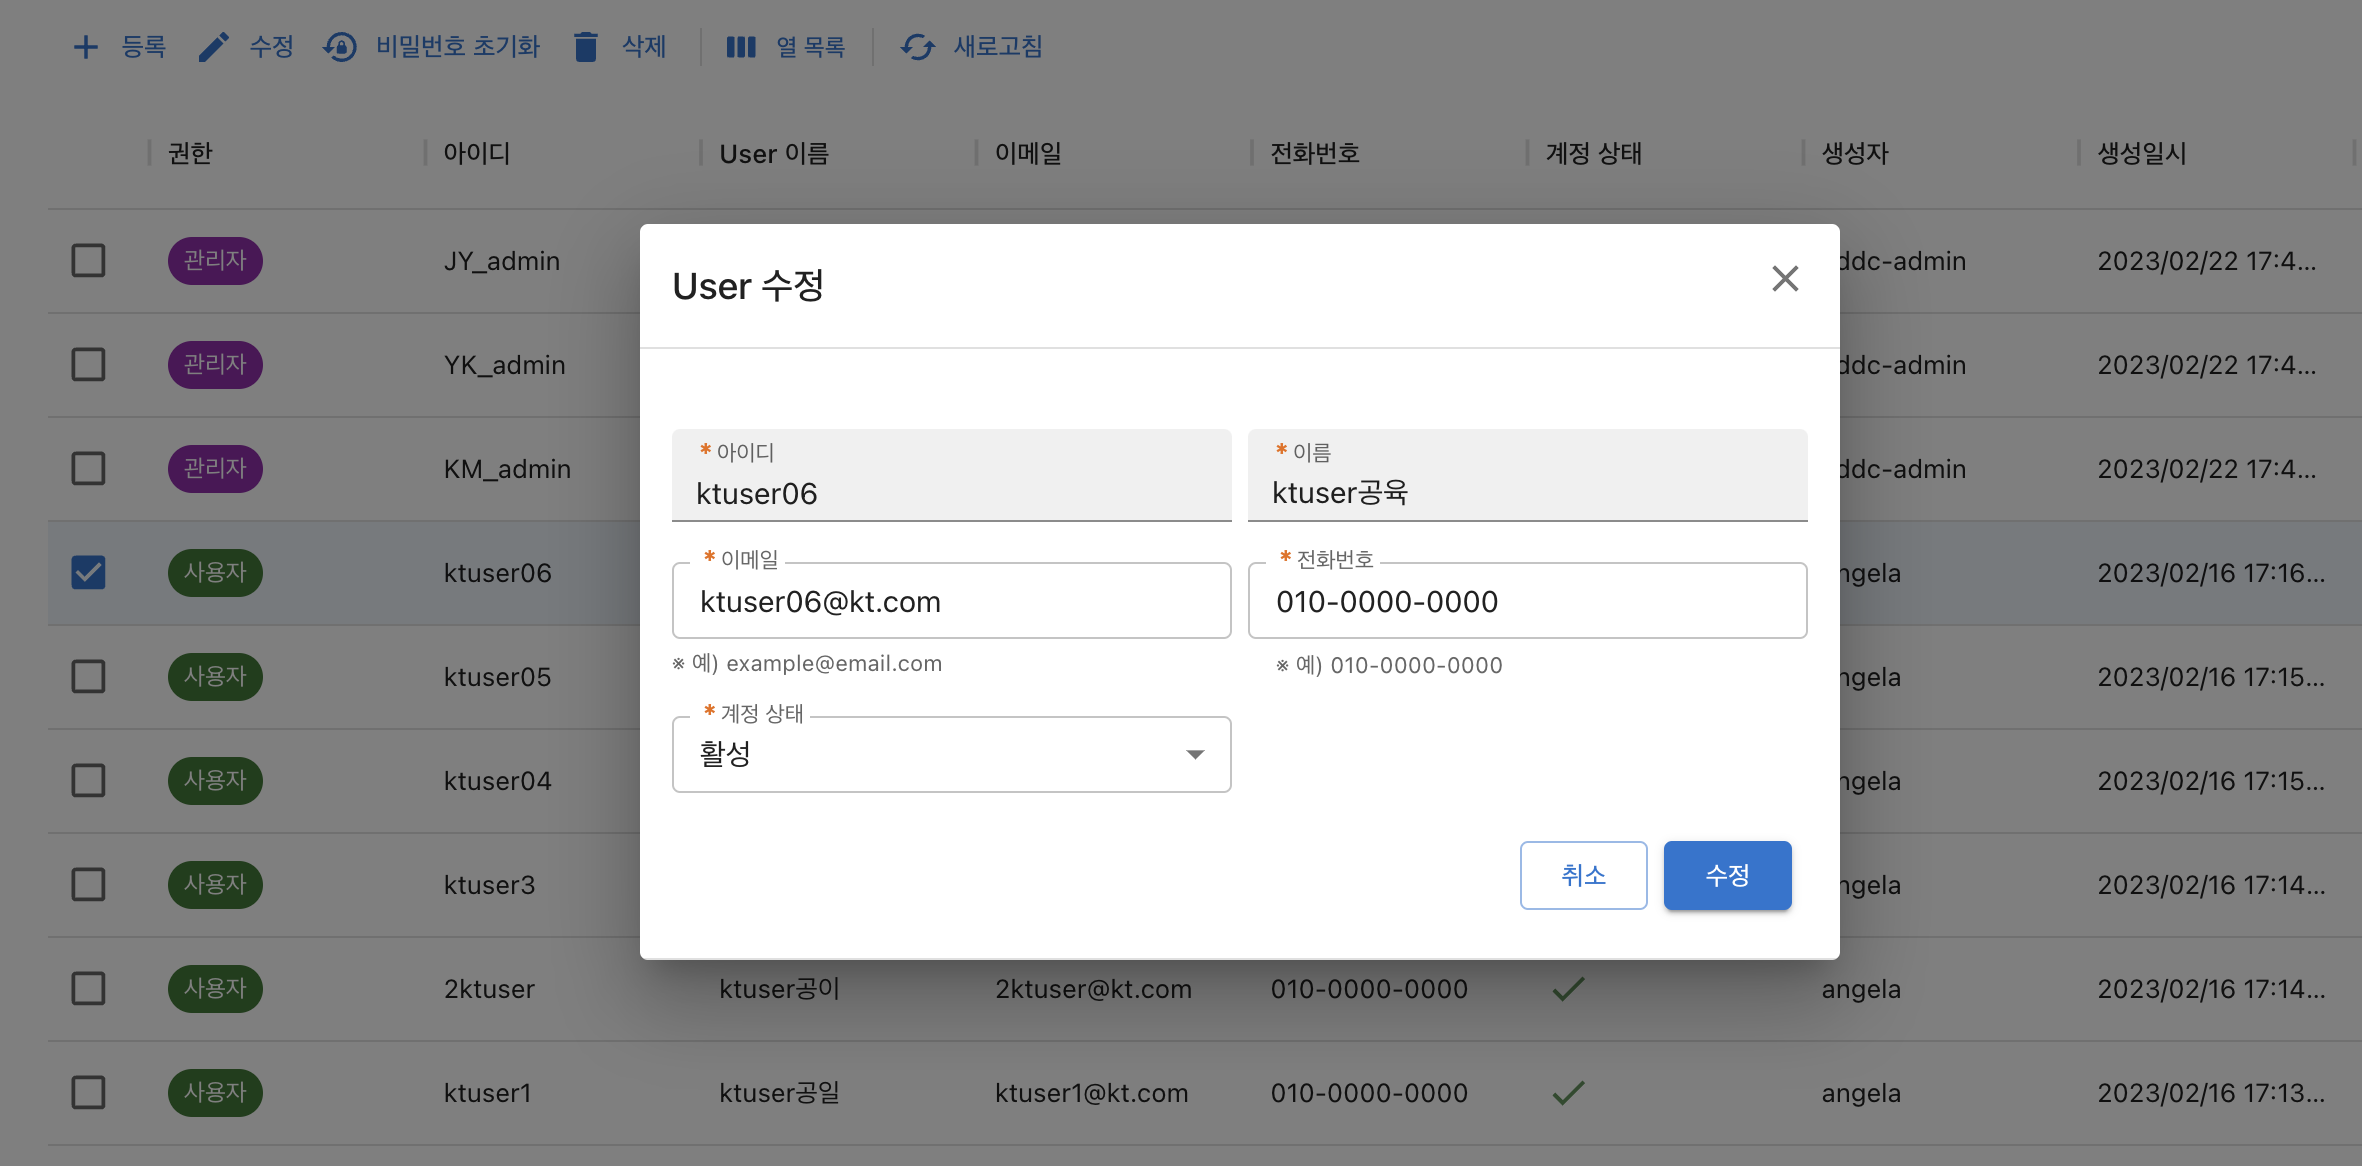 등록 수정 비밀번호 초기화 삭제 열 목록 새로고침
권한 아이디 User 이름 이메일 전화번호 계정 상태 생성자 생성일시
관리자 JY_admin ddc-admin 2023/02/22 17:4...
관리자 YK_admin ddc-admin 2023/02/22 17:4...
관리자 KM_admin ddc-admin 2023/02/22 17:4...
사용자 ktuser06 ngela 2023/02/16 17:16...
사용자 ktuser05 ngela 2023/02/16 17:15...
사용자 ktuser04 ngela 2023/02/16 17:15...
사용자 ktuser3 ngela 2023/02/16 17:14...
사용자 2ktuser ktuser공이 2ktuser@kt.com 010-0000-0000 angela 2023/02/16 17:14...
사용자 ktuser1 ktuser공일 ktuser1@kt.com 010-0000-0000 angela 2023/02/16 17:13...
User 수정
* 아이디
ktuser06
* 이름
ktuser공육
* 이메일
ktuser06@kt.com
※ 예) example@email.com
* 전화번호
010-0000-0000
※ 예) 010-0000-0000
* 계정 상태
활성
취소 수정